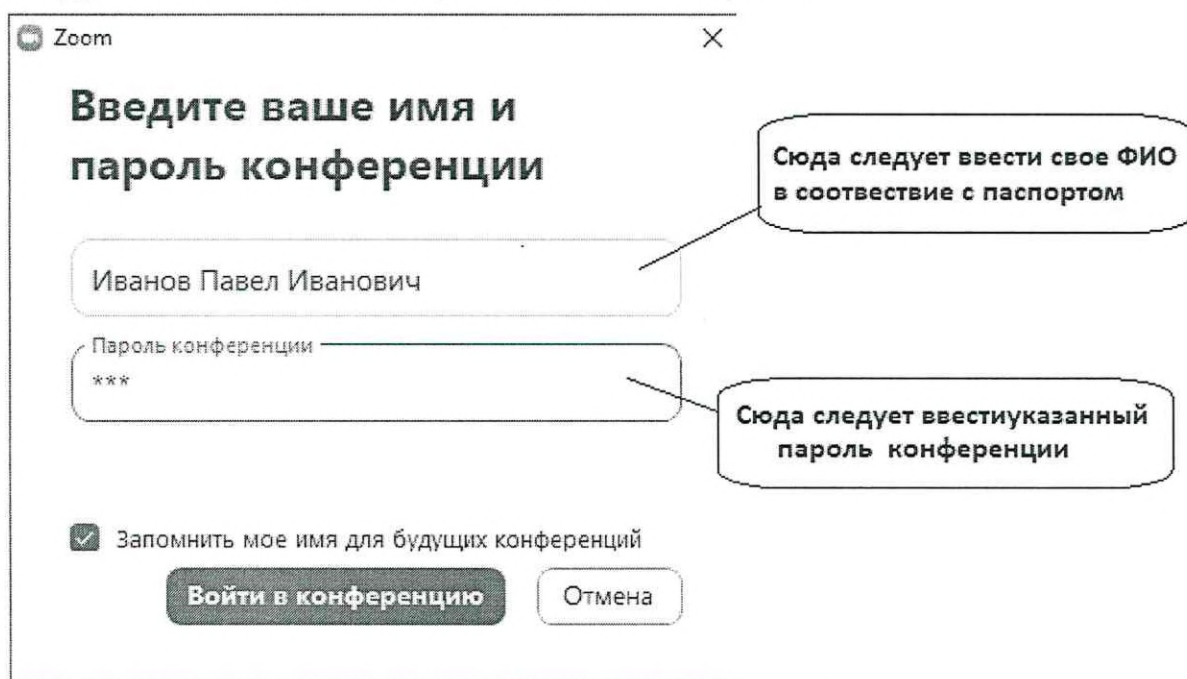 Zoom
Введите ваше имя и
пароль конференции
Сюда следует ввести свое ФИО
в соотвествие с паспортом
Иванов Павел Иванович
Пароль конференции
***
Сюда следует ввестиуказанный
пароль конференции
Запомнить мое имя для будущих конференций
Войти в конференцию
Отмена